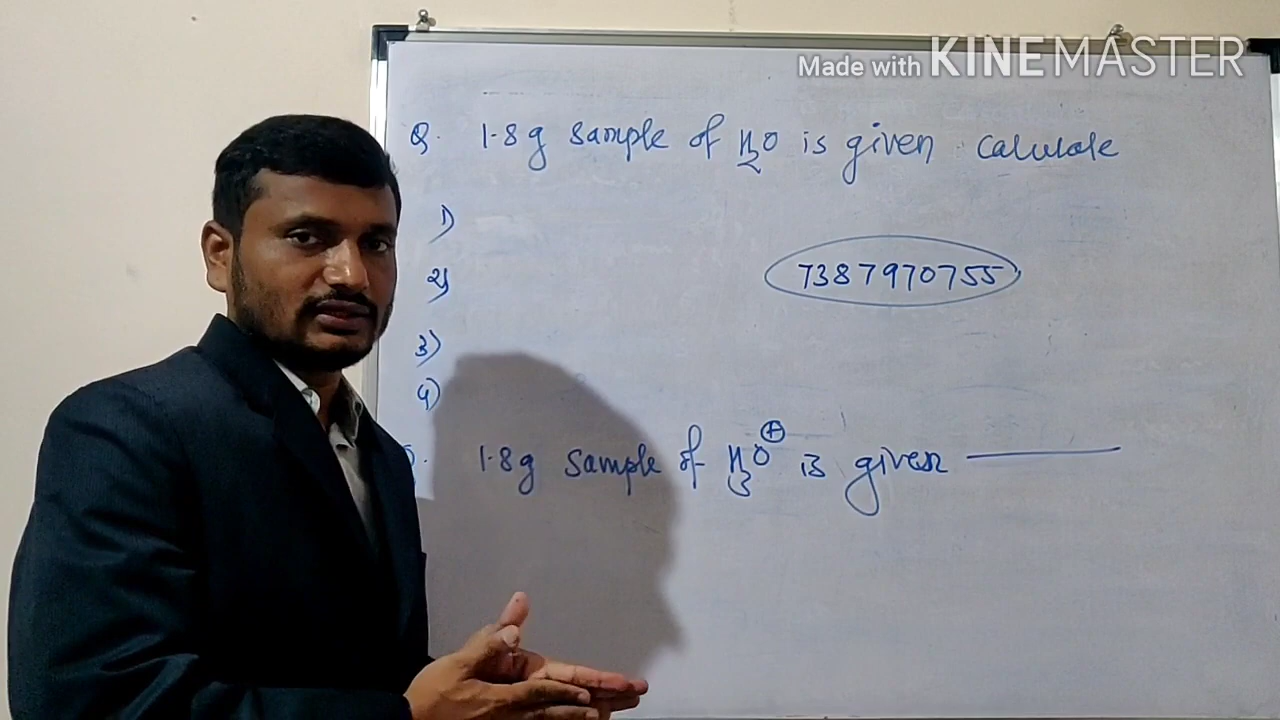 Made with KINEMASTER
Q. 1.8g sample of H2O is given calculate
1)
7387970755
2)
3)
4)
Q. 1.8g sample of H3O⊕ is given